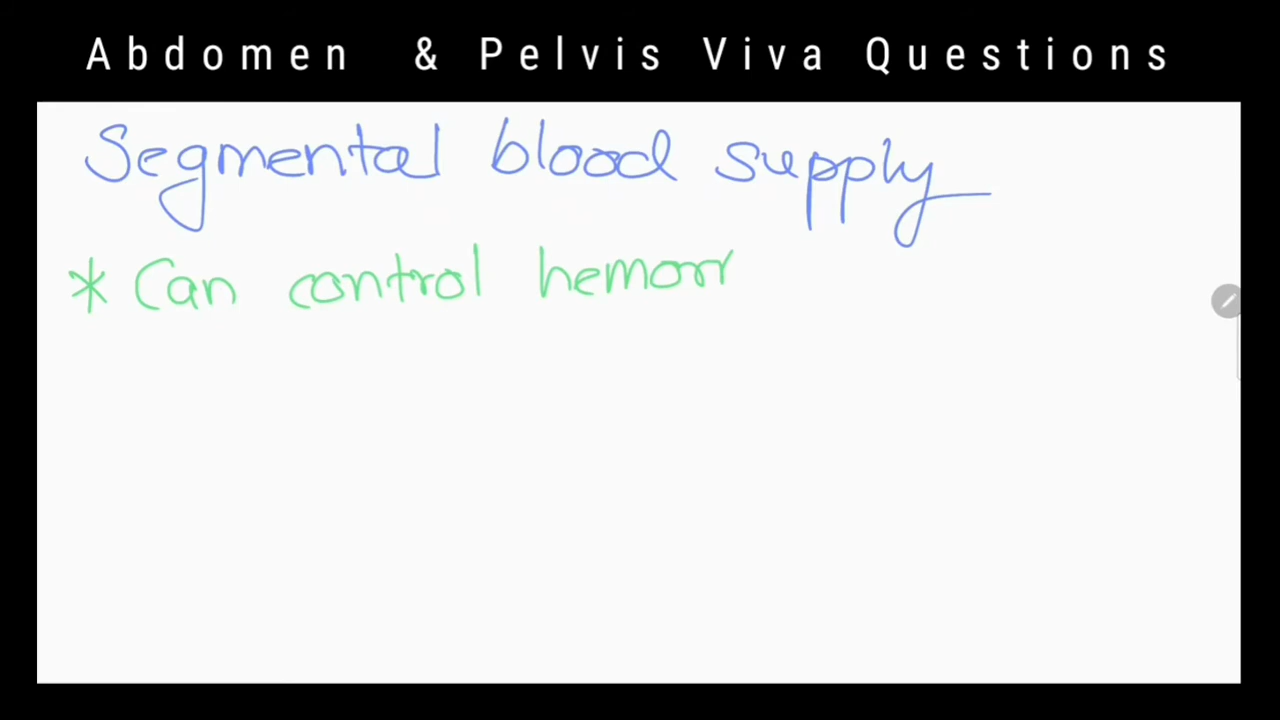 Abdomen & Pelvis Viva Questions
Segmental blood supply
* Can control hemorr